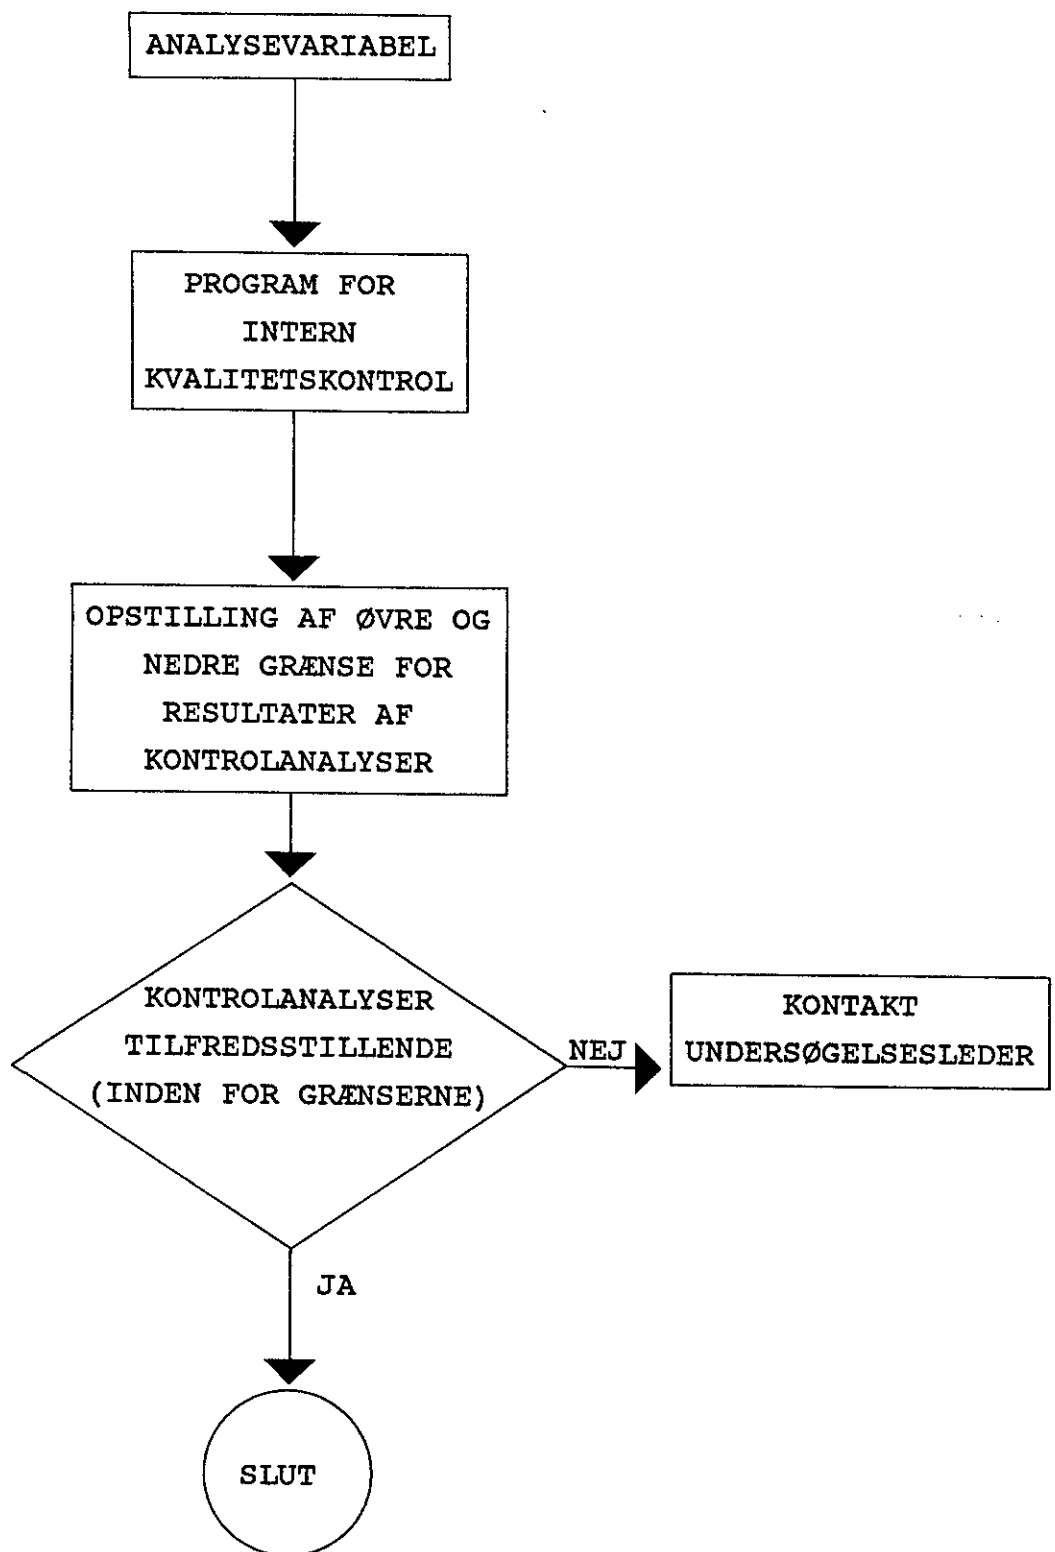 ANALYSEVARIABEL
PROGRAM FOR
INTERN
KVALITETSKONTROL
OPSTILLING AF ØVRE OG
NEDRE GRÆNSE FOR
RESULTATER AF
KONTROLANALYSER
KONTROLANALYSER
TILFREDSSTILLENDE
(INDEN FOR GRÆNSERNE)
NEJ
KONTAKT
UNDERSØGELSESLEDER
JA
SLUT